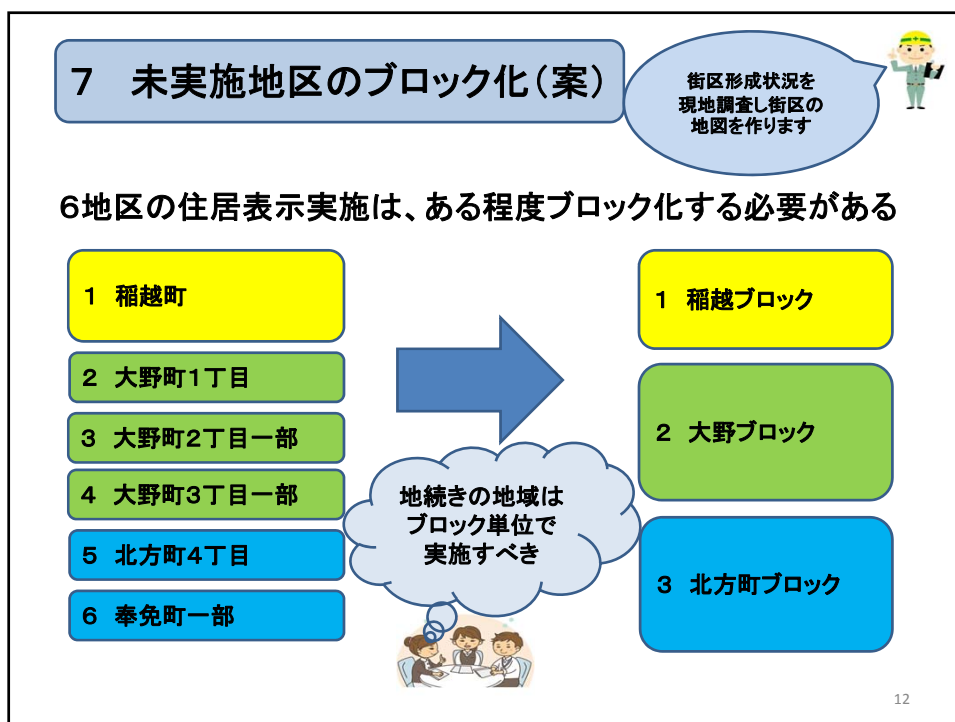 ７　未実施地区のブロック化（案）
街区形成状況を
現地調査し街区の
地図を作ります
６地区の住居表示実施は、ある程度ブロック化する必要がある
１　稲越町
２　大野町１丁目
３　大野町２丁目一部
４　大野町３丁目一部
５　北方町４丁目
６　奉免町一部
地続きの地域は
ブロック単位で
実施すべき
１　稲越ブロック
２　大野ブロック
３　北方町ブロック
12